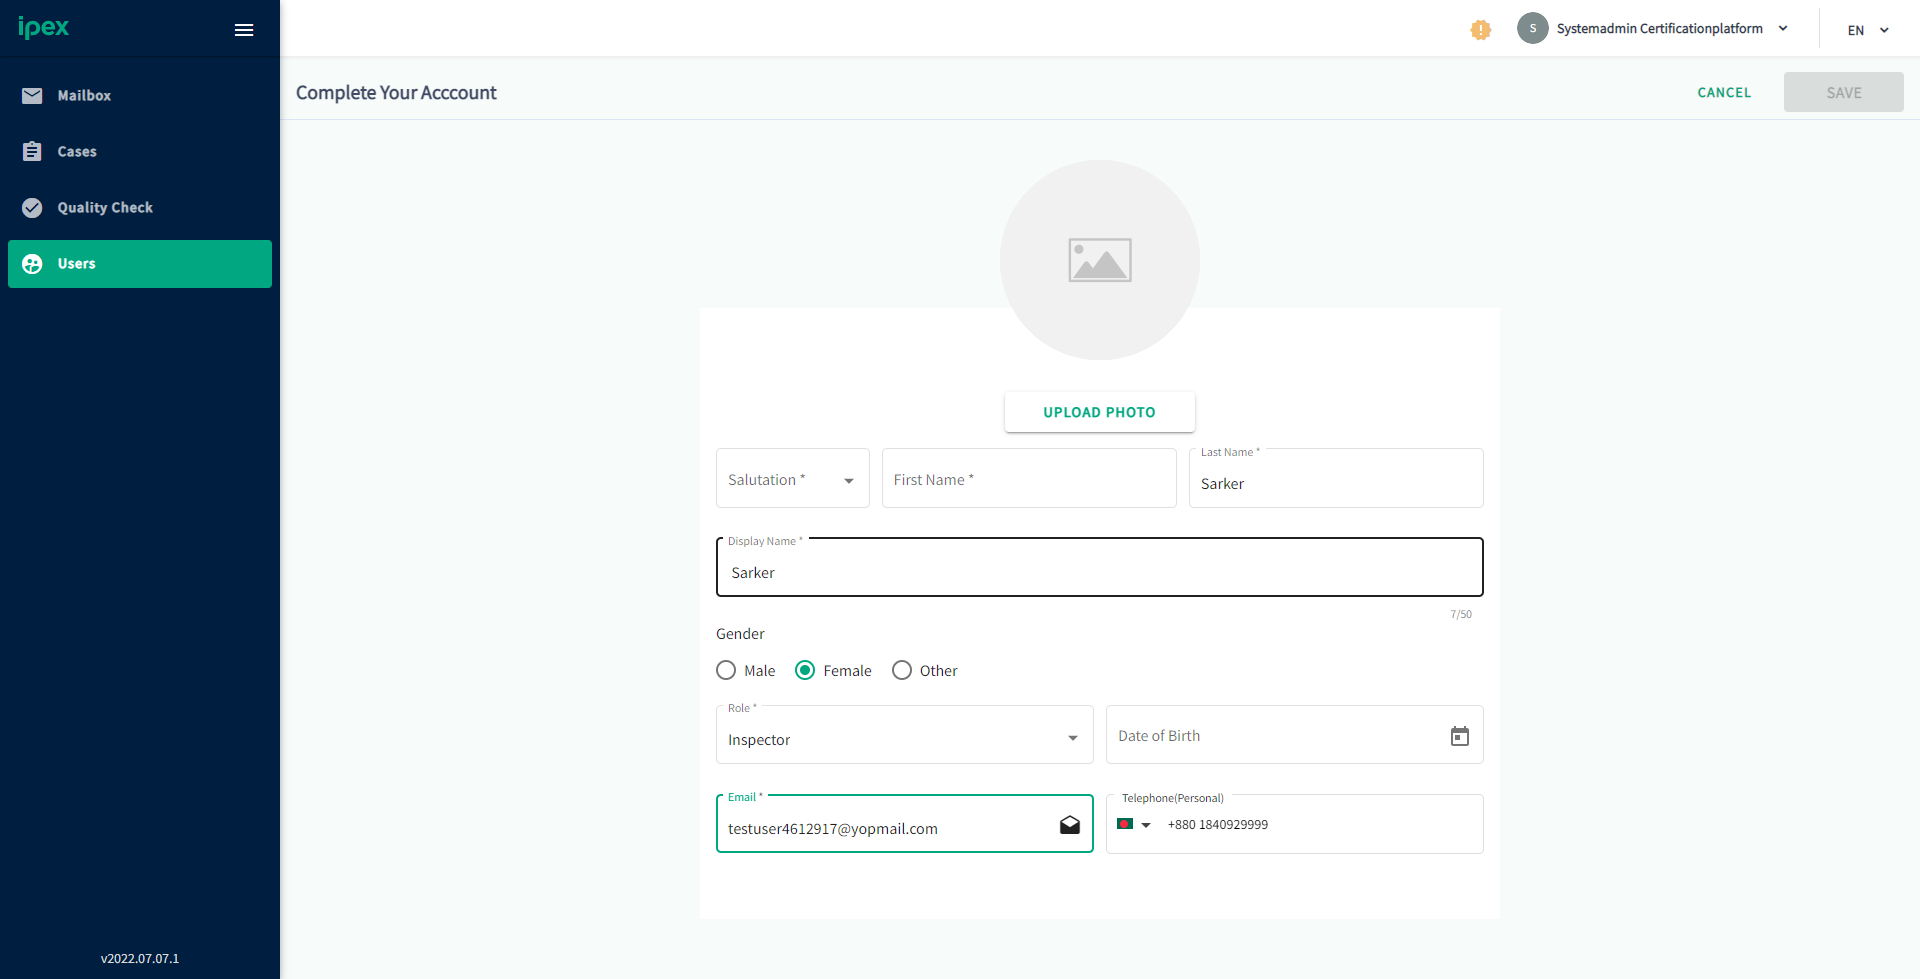 ipex
Systemadmin Certificationplatform
S
EN
Complete Your Acccount
CANCEL
SAVE
Mailbox
Cases
Quality Check
Users
UPLOAD PHOTO
Salutation *
First Name *
Last Name *
Sarker
Display Name *
Sarker
7/50
Gender
Male
Female
Other
Role *
Inspector
Date of Birth
Email *
testuser4612917@yopmail.com
Telephone(Personal)
+880 1840929999
v2022.07.07.1